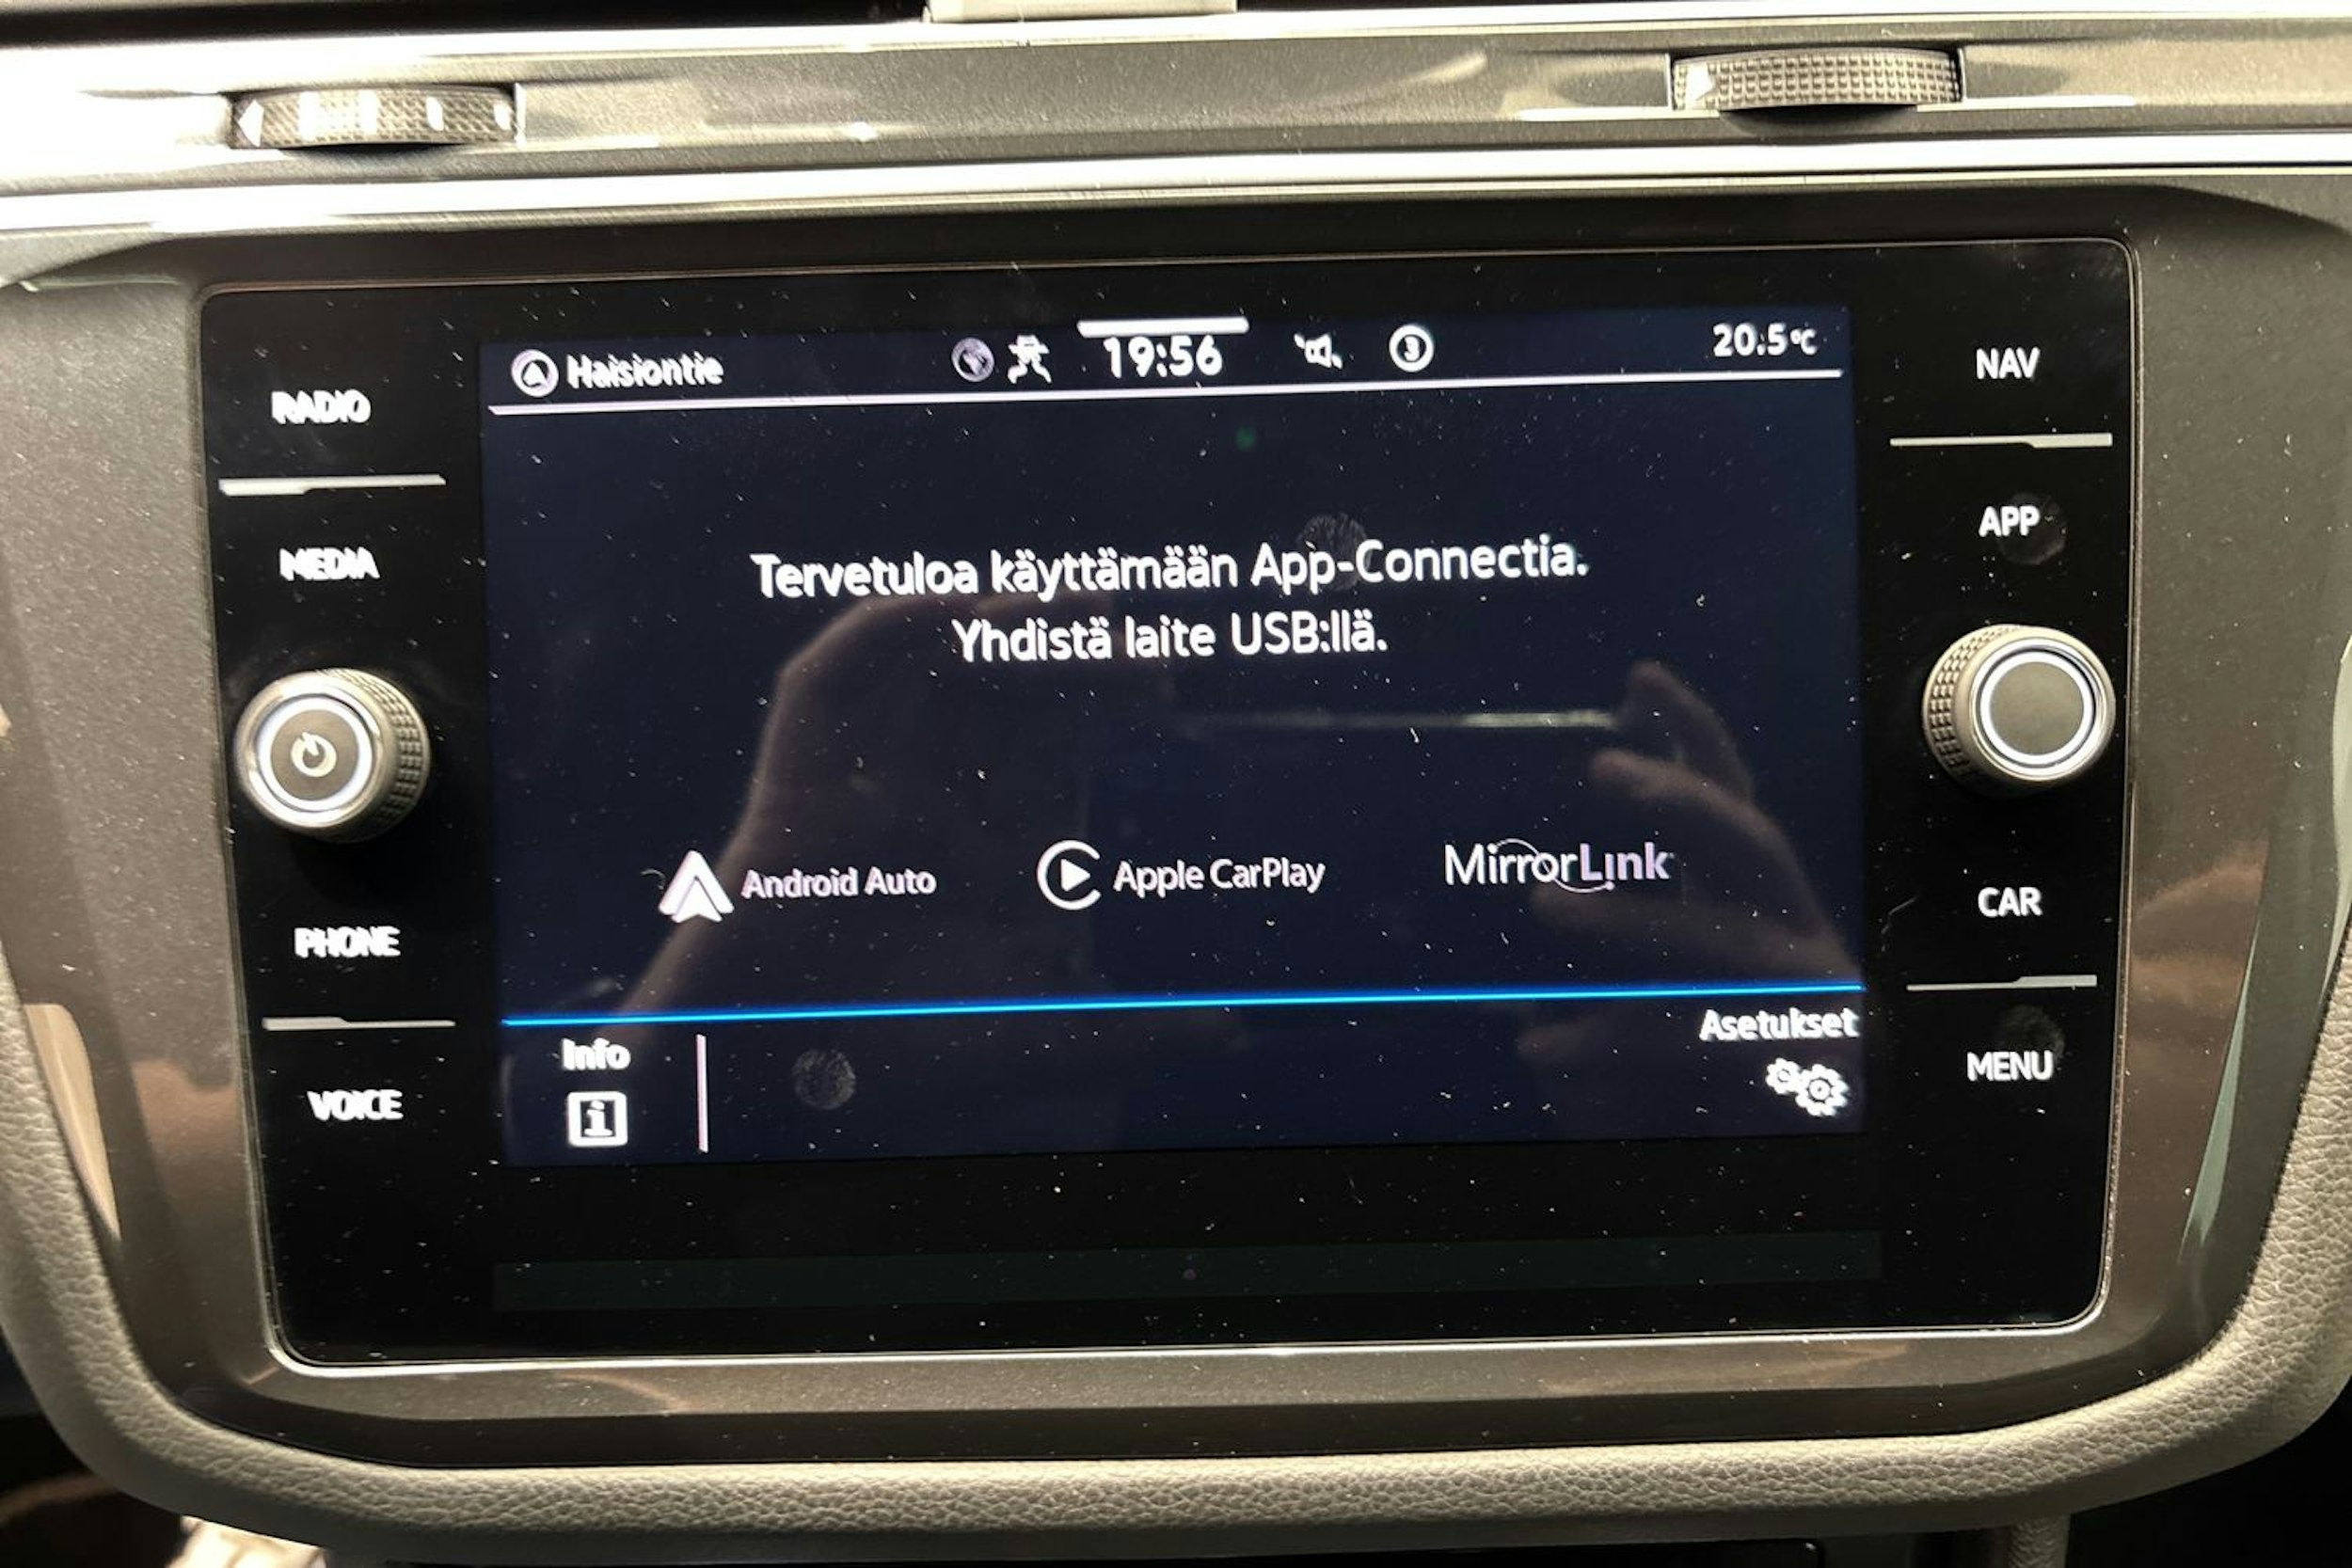 Haisiontie
19:56
3
20.5°C
RADIO
MEDIA
PHONE
VOICE
Tervetuloa käyttämään App-Connectia.
Yhdistä laite USB:llä.
Android Auto
Apple CarPlay
MirrorLink
Info
i
Asetukset
NAV
APP
CAR
MENU